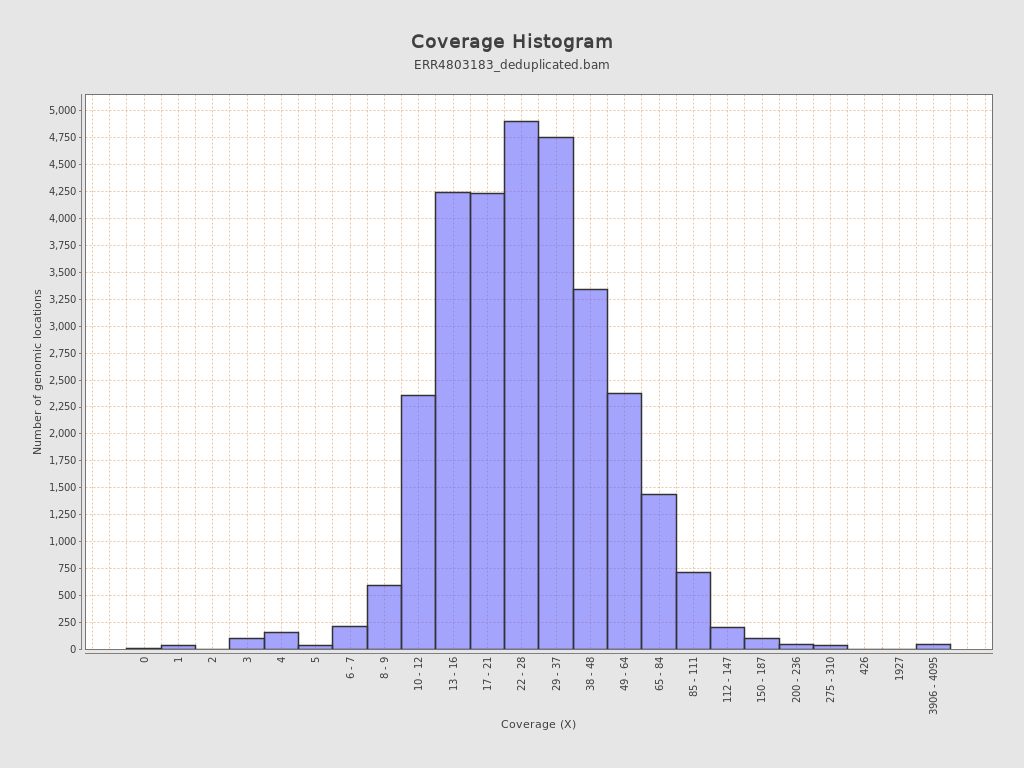 Coverage Histogram
ERR4803183_deduplicated.bam
Number of genomic locations
5,000
4,750
4,500
4,250
4,000
3,750
3,500
3,250
3,000
2,750
2,500
2,250
2,000
1,750
1,500
1,250
1,000
750
500
250
0
0
1
2
3
4
5
6 - 7
8 - 9
10 - 12
13 - 16
17 - 21
22 - 28
29 - 37
38 - 48
49 - 64
65 - 84
85 - 111
112 - 147
150 - 187
200 - 236
275 - 310
426
1927
3906 - 4095
Coverage (X)